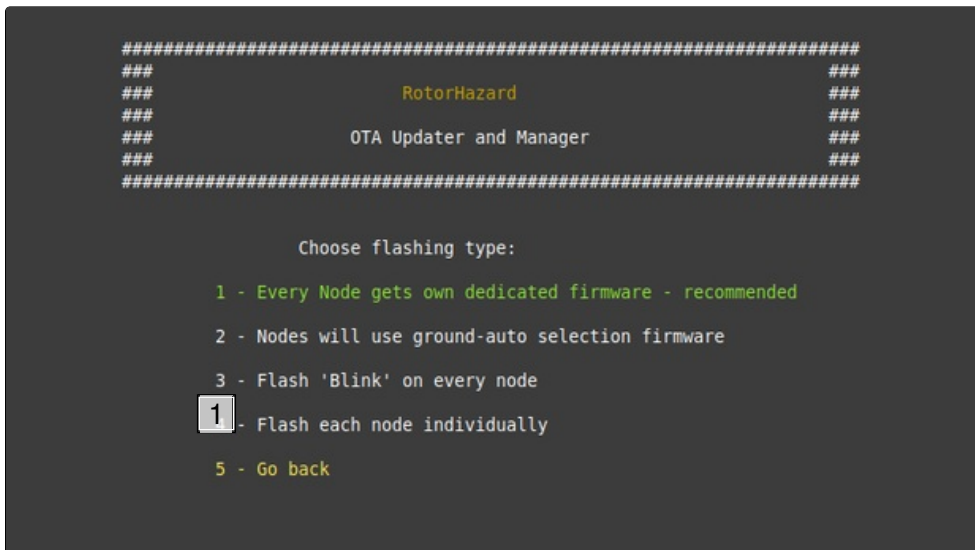 #######################################################################
### ###
### RotorHazard ###
### ###
### OTA Updater and Manager ###
### ###
#######################################################################
Choose flashing type:
1 - Every Node gets own dedicated firmware - recommended
2 - Nodes will use ground-auto selection firmware
3 - Flash 'Blink' on every node
1 - Flash each node individually
5 - Go back